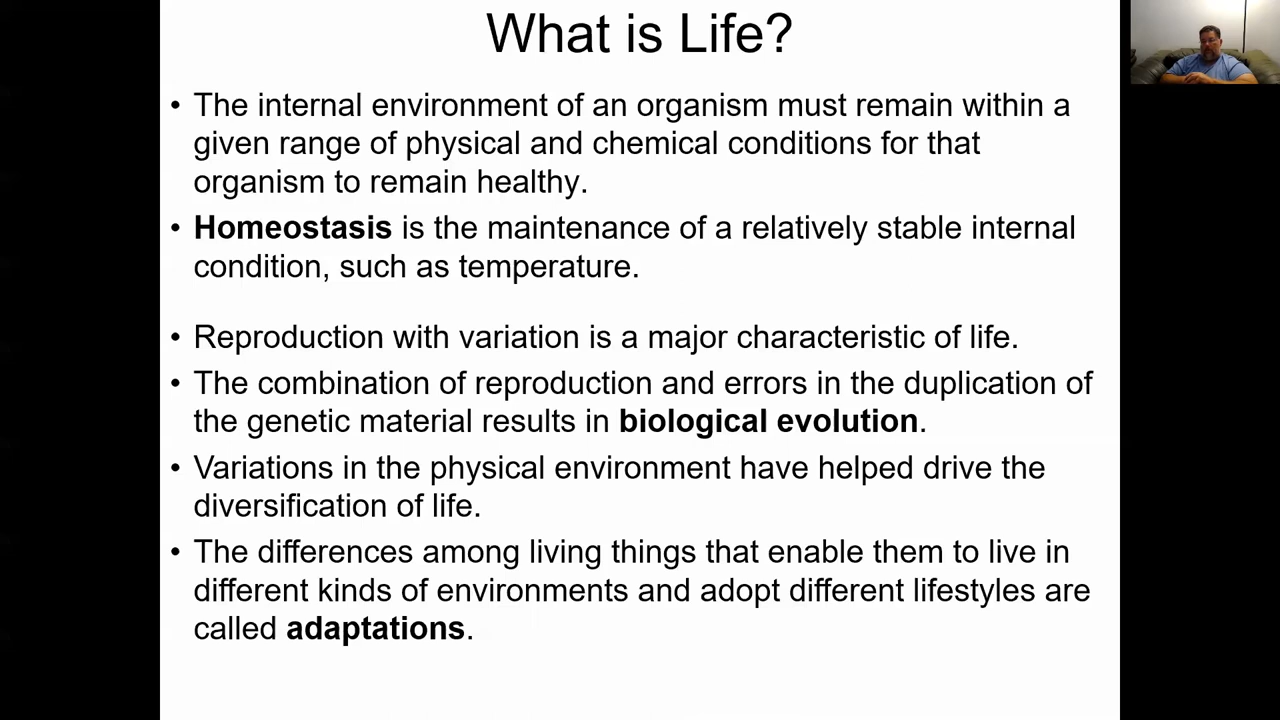 What is Life?
• The internal environment of an organism must remain within a
given range of physical and chemical conditions for that
organism to remain healthy.
• Homeostasis is the maintenance of a relatively stable internal
condition, such as temperature.
• Reproduction with variation is a major characteristic of life.
• The combination of reproduction and errors in the duplication of
the genetic material results in biological evolution.
• Variations in the physical environment have helped drive the
diversification of life.
• The differences among living things that enable them to live in
different kinds of environments and adopt different lifestyles are
called adaptations.